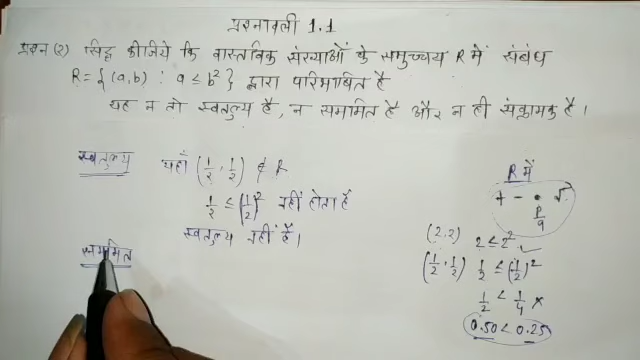 प्रश्नावली 1.1
प्रश्न (2) सिद्ध कीजिये कि वास्तविक संख्याओं के समुच्चय R में संबंध
R = { (a,b) : a ≤ b² } द्वारा परिभाषित है
यह न तो स्वतुल्य है, न सममित है और न ही संक्रामक है।
स्वतुल्य यहाँ (1/2, 1/2) ∉ R
1/2 ≤ (1/2)² नहीं होता है
स्वतुल्य नहीं है।
सममित
R में
+ - • √
p/q
(2,2) 2 ≤ 2² ✓
(1/2, 1/2) 1/2 ≤ (1/2)²
1/2 < 1/4 ×
0.50 < 0.25